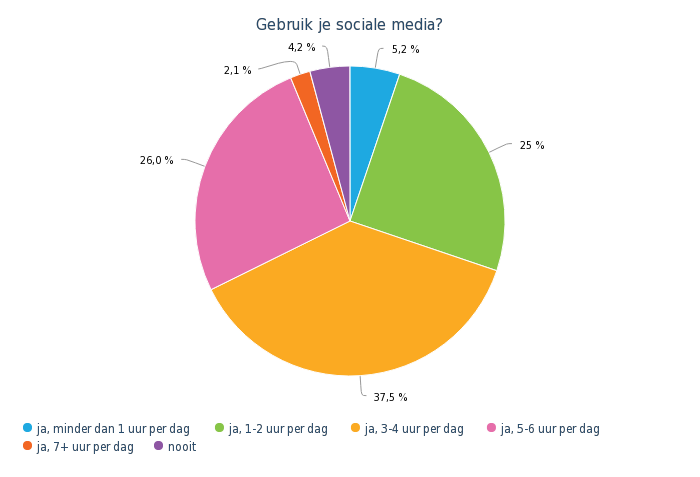 Gebruik je sociale media?
4,2 %
5,2 %
2,1 %
25 %
26,0 %
37,5 %
ja, minder dan 1 uur per dag
ja, 1-2 uur per dag
ja, 3-4 uur per dag
ja, 5-6 uur per dag
ja, 7+ uur per dag
nooit